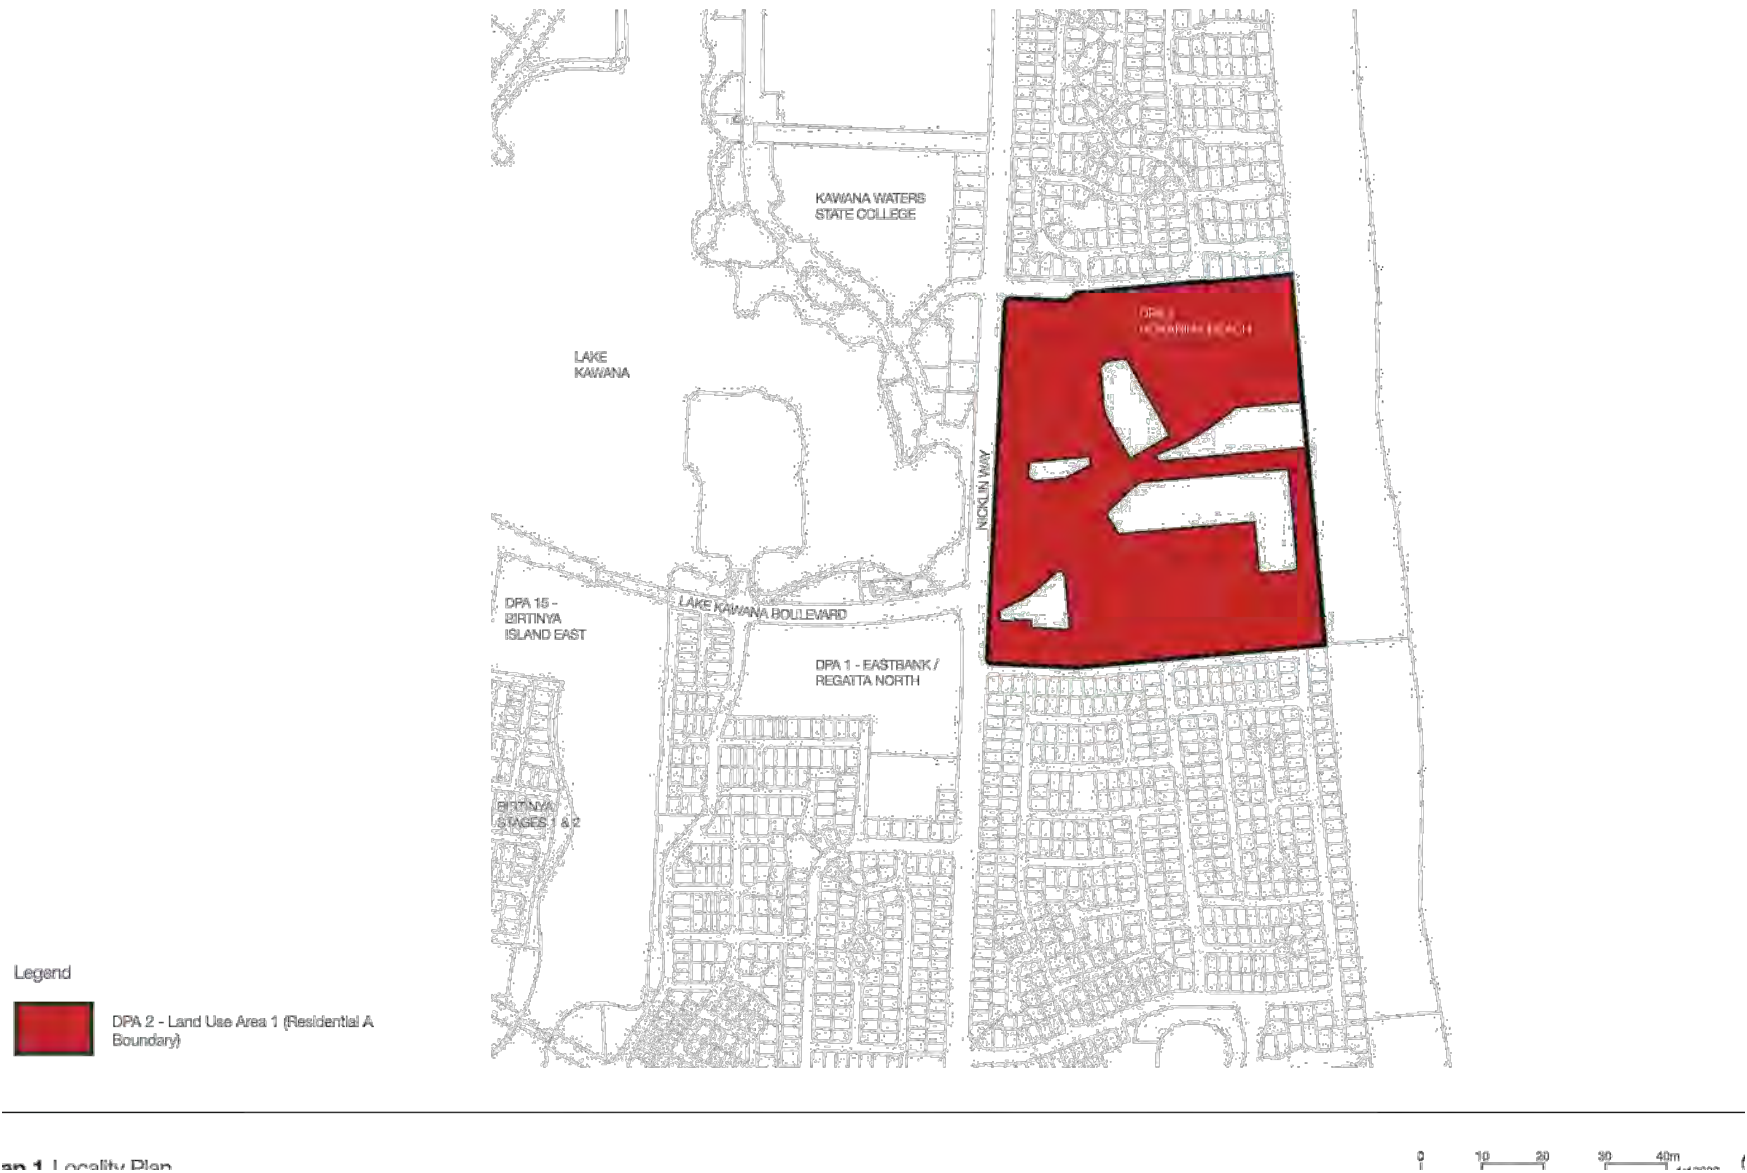 KAWANA WATERS
STATE COLLEGE
LAKE
KAWANA
NICKLIN WAY
DPA 15 -
BIRTINYA
ISLAND EAST
LAKE KAWANA BOULEVARD
DPA 1 - EASTBANK /
REGATTA NORTH
BIRTINYA
STAGES 1 & 2
Legend
DPA 2 - Land Use Area 1 (Residential A
Boundary)
1 Locality Plan
0 10 20 30 40m